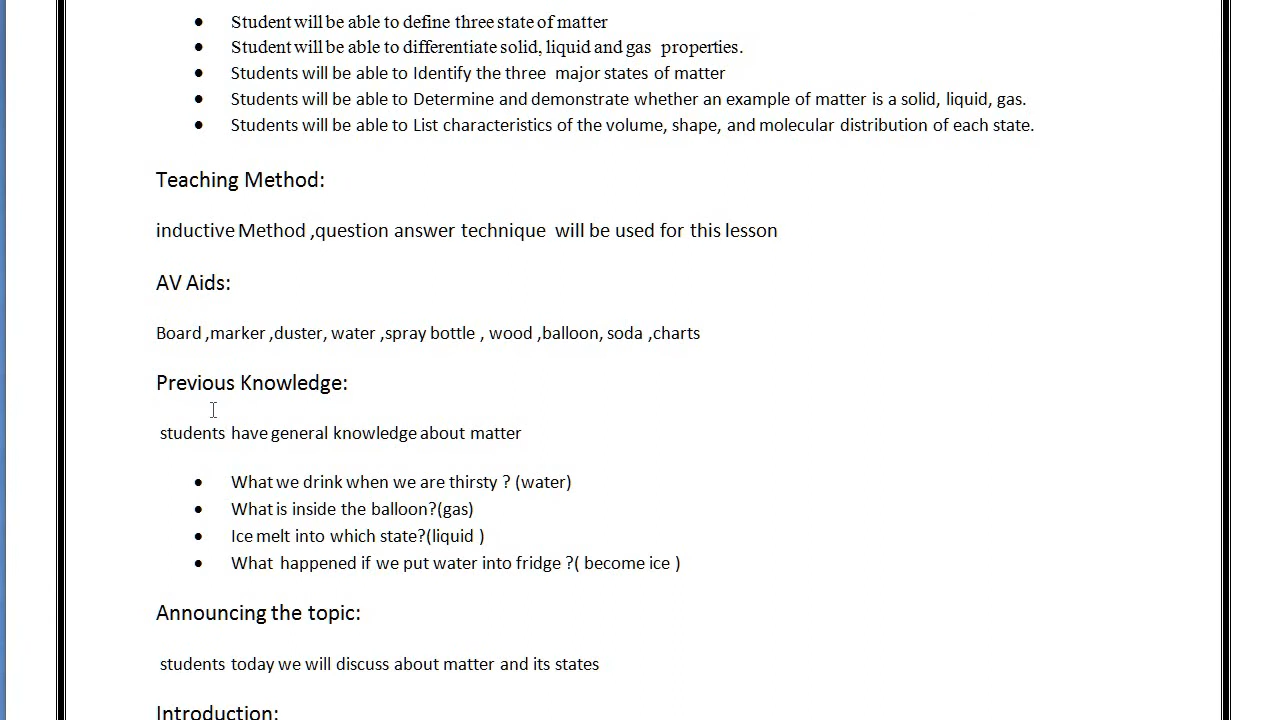 • Student will be able to define three state of matter
• Student will be able to differentiate solid, liquid and gas properties.
• Students will be able to Identify the three major states of matter
• Students will be able to Determine and demonstrate whether an example of matter is a solid, liquid, gas.
• Students will be able to List characteristics of the volume, shape, and molecular distribution of each state.
Teaching Method:
inductive Method ,question answer technique will be used for this lesson
AV Aids:
Board ,marker ,duster, water ,spray bottle , wood ,balloon, soda ,charts
Previous Knowledge:
students have general knowledge about matter
• What we drink when we are thirsty ? (water)
• What is inside the balloon?(gas)
• Ice melt into which state?(liquid )
• What happened if we put water into fridge ?( become ice )
Announcing the topic:
students today we will discuss about matter and its states
Introduction: